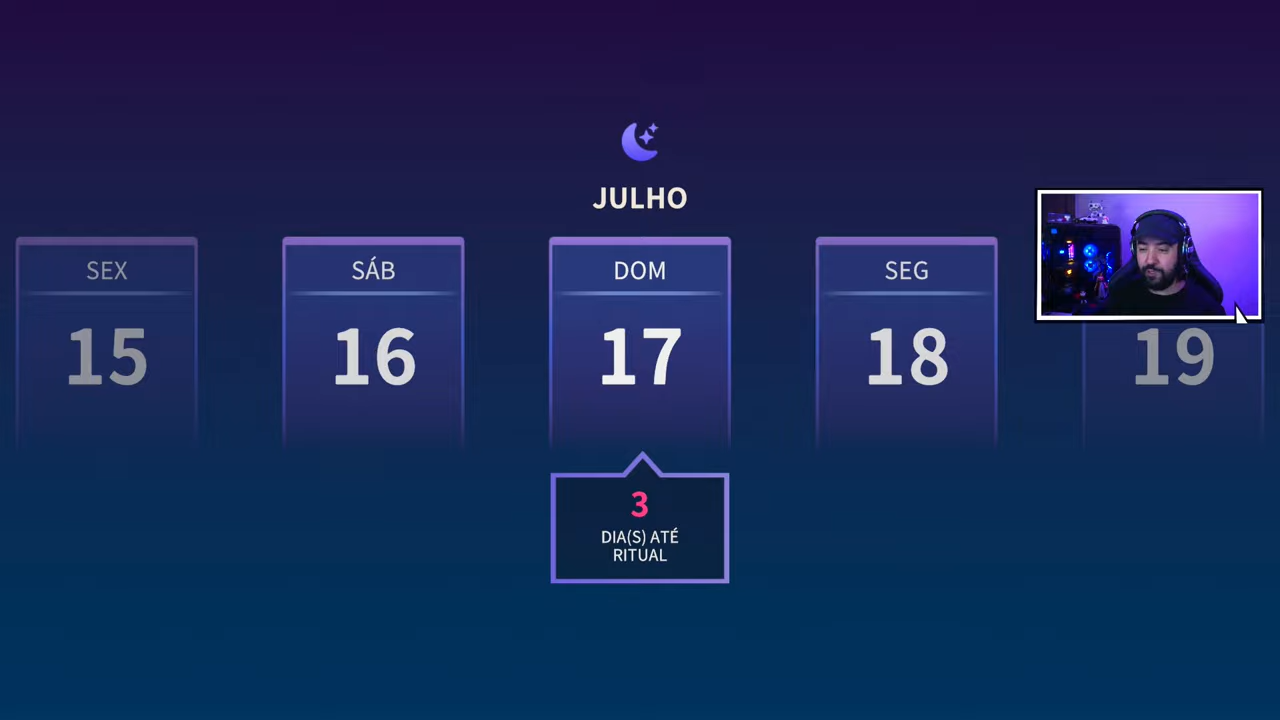 JULHO
SEX
SÁB
DOM
SEG
15
16
17
18
19
3
DIA(S) ATÉ
RITUAL